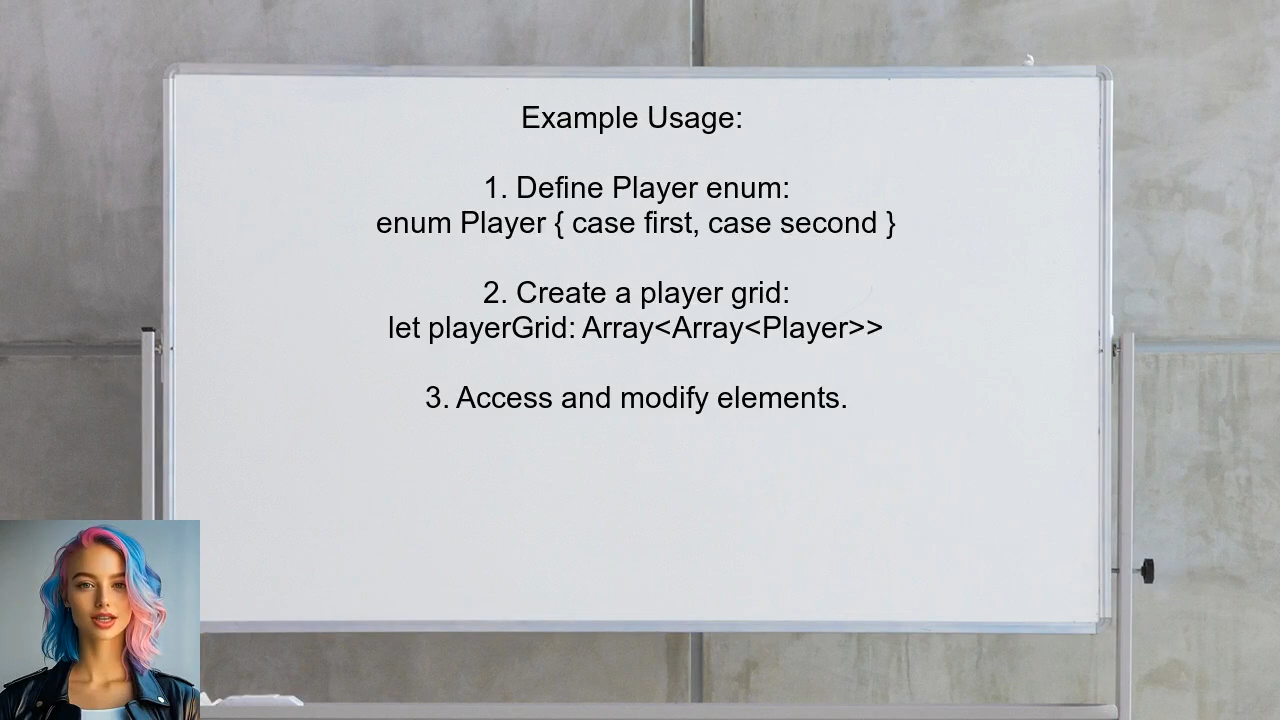 Example Usage:
1. Define Player enum:
enum Player { case first, case second }
2. Create a player grid:
let playerGrid: Array<Array<Player>>
3. Access and modify elements.